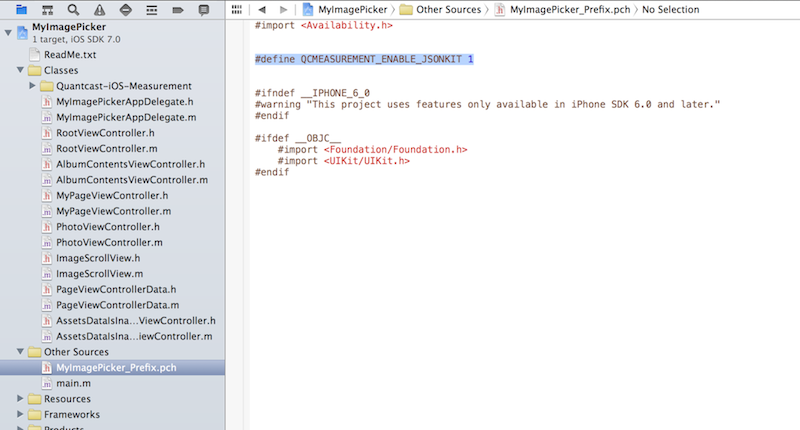 MyImagePicker
1 target, iOS SDK 7.0
ReadMe.txt
Classes
Quantcast-iOS-Measurement
MyImagePickerAppDelegate.h
MyImagePickerAppDelegate.m
RootViewController.h
RootViewController.m
AlbumContentsViewController.h
AlbumContentsViewController.m
MyPageViewController.h
MyPageViewController.m
PhotoViewController.h
PhotoViewController.m
ImageScrollView.h
ImageScrollView.m
PageViewControllerData.h
PageViewControllerData.m
AssetsDataIsIna...ViewController.h
AssetsDataIsIna...iewController.m
Other Sources
MyImagePicker_Prefix.pch
main.m
Resources
Frameworks
Products
MyImagePicker Other Sources MyImagePicker_Prefix.pch No Selection
#import <Availability.h>
#define QCMEASUREMENT_ENABLE_JSONKIT 1
#ifndef __IPHONE_6_0
#warning "This project uses features only available in iPhone SDK 6.0 and later."
#endif
#ifdef __OBJC__
#import <Foundation/Foundation.h>
#import <UIKit/UIKit.h>
#endif